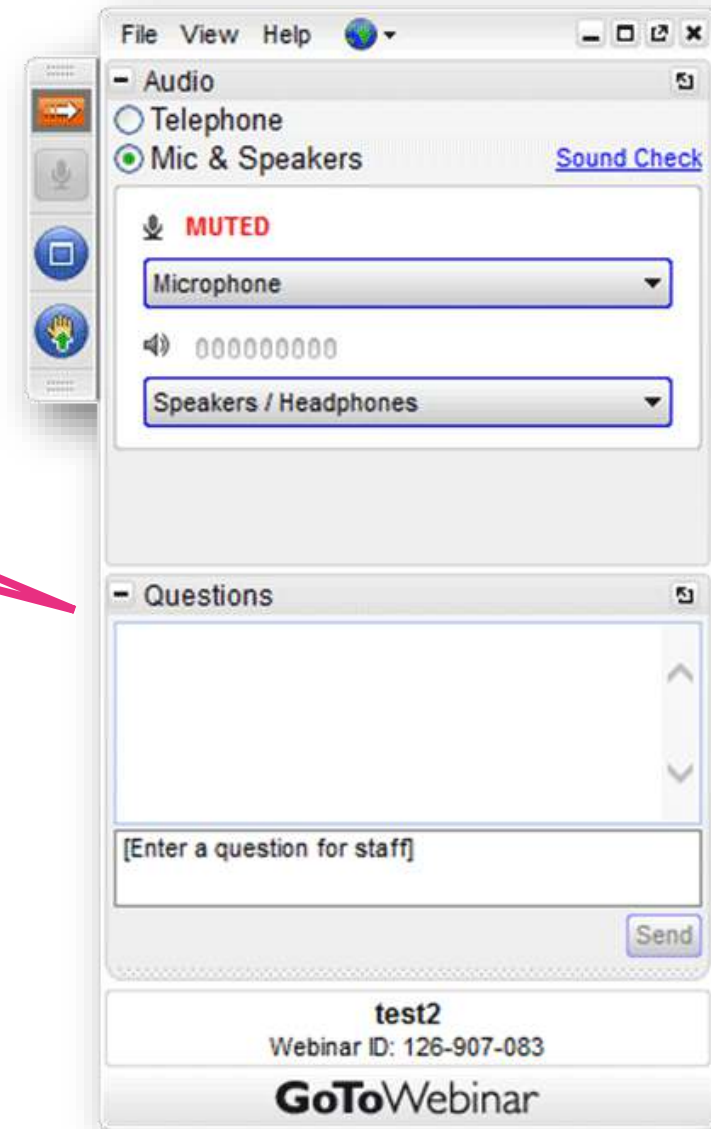 File View Help
Audio
Telephone
Mic & Speakers Sound Check
MUTED
Microphone
000000000
Speakers / Headphones
Questions
[Enter a question for staff]
Send
test2
Webinar ID: 126-907-083
GoToWebinar